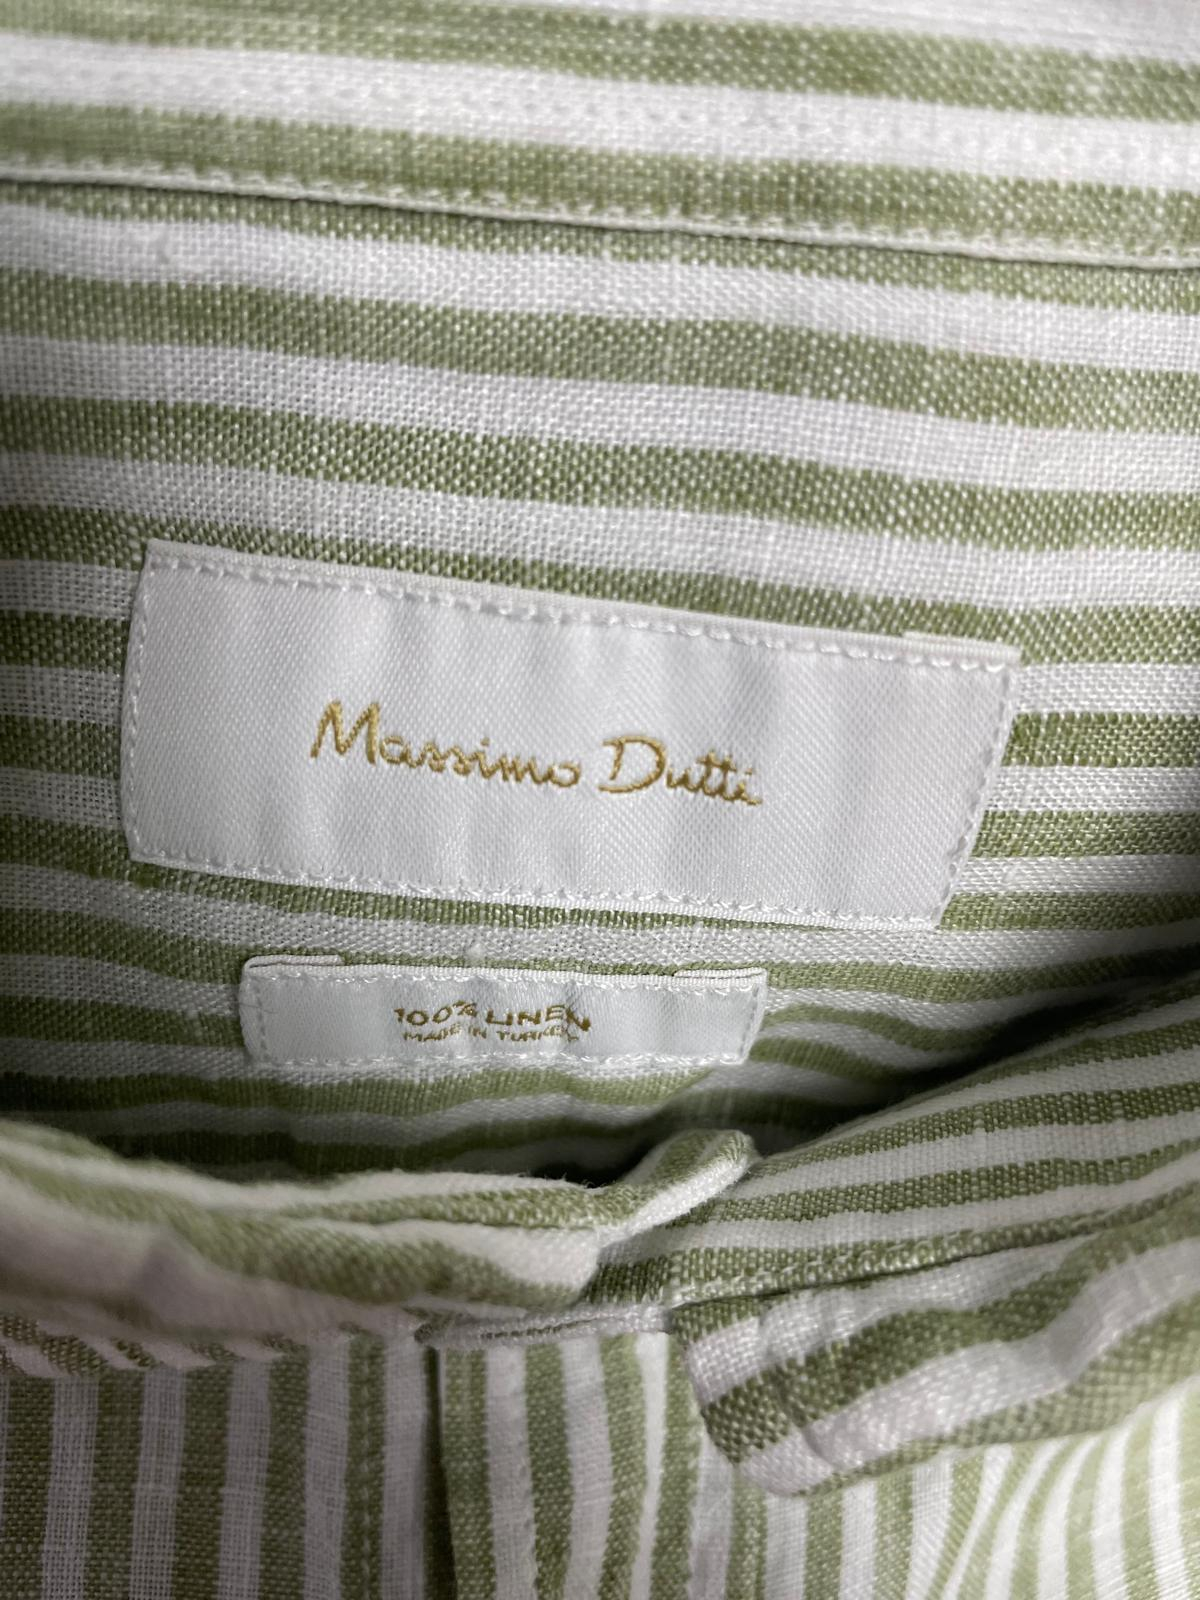 Massimo Dutti
100% LINEN
MADE IN TURKEY